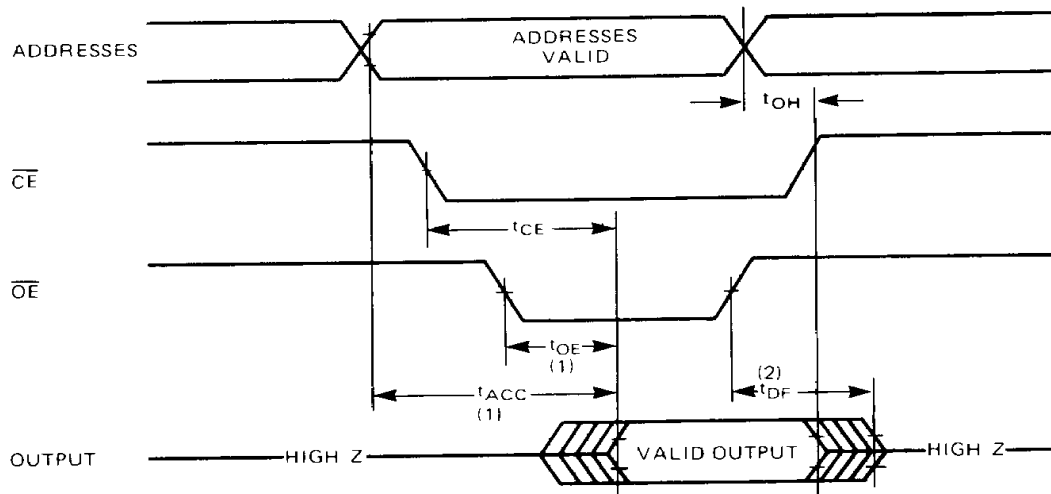 ADDRESSES
ADDRESSES
VALID
tOH
CE
tCE
OE
tOE
(1)
(2)
tDF
tACC
(1)
OUTPUT
HIGH Z
VALID OUTPUT
HIGH Z